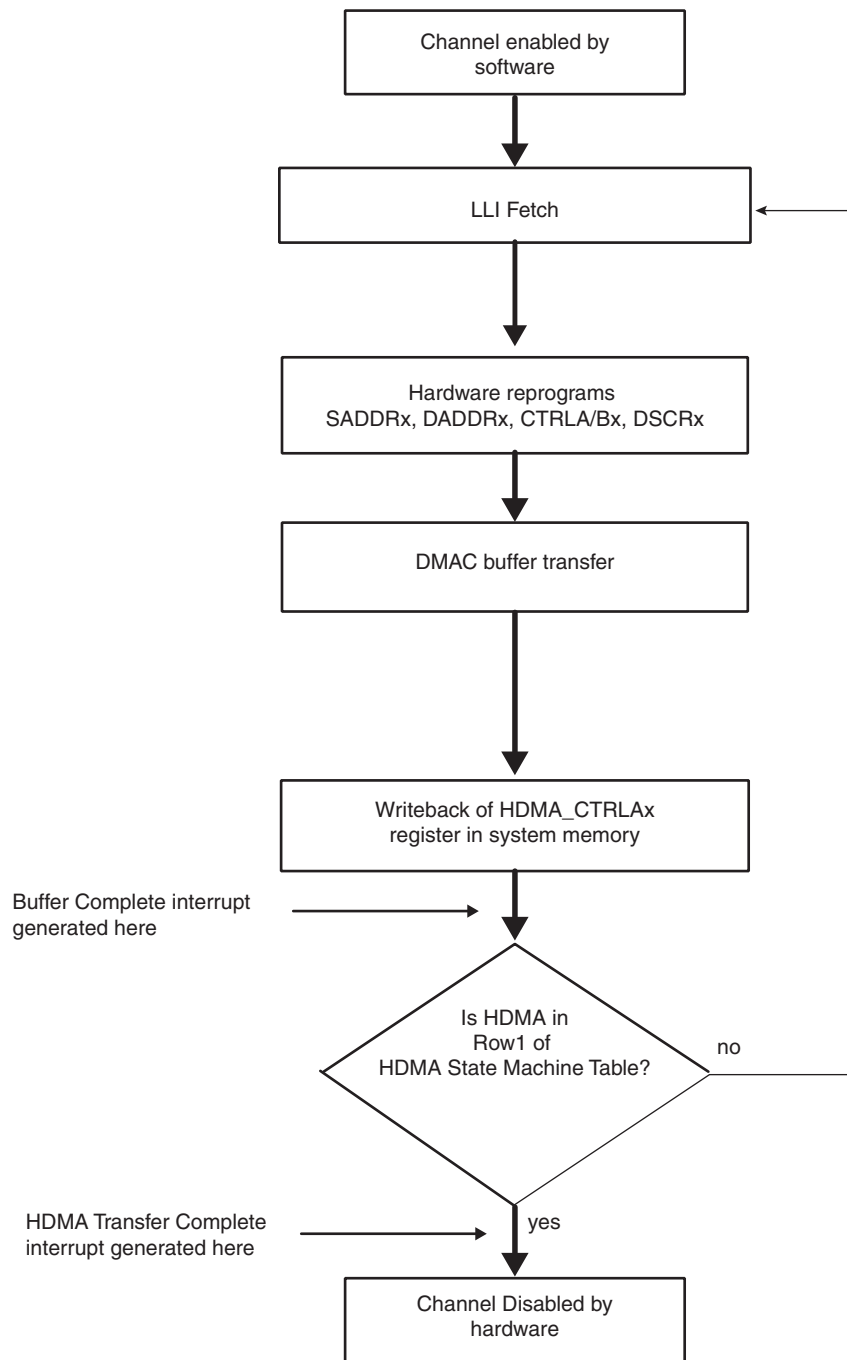 Channel enabled by
software
LLI Fetch
Hardware reprograms
SADDRx, DADDRx, CTRLA/Bx, DSCRx
DMAC buffer transfer
Writeback of HDMA_CTRLAx
register in system memory
Buffer Complete interrupt
generated here
Is HDMA in
Row1 of
HDMA State Machine Table?
no
HDMA Transfer Complete
interrupt generated here
yes
Channel Disabled by
hardware